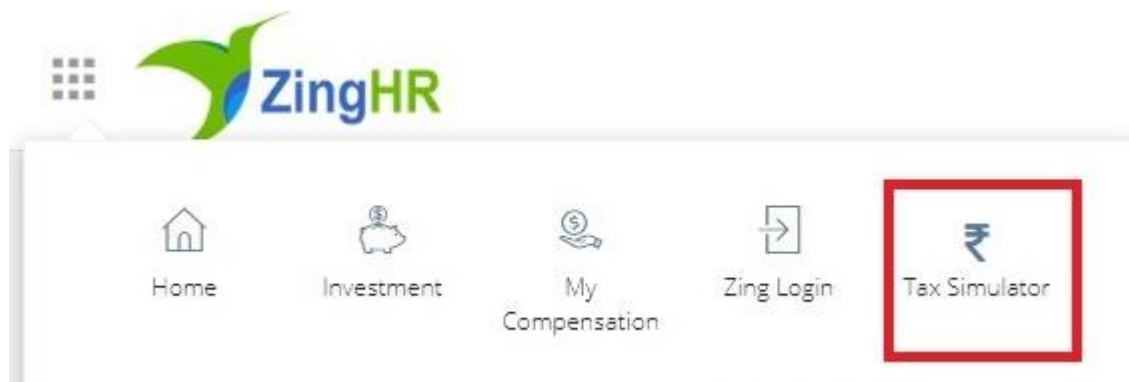 ZingHR
Home
Investment
My
Compensation
Zing Login
₹
Tax Simulator